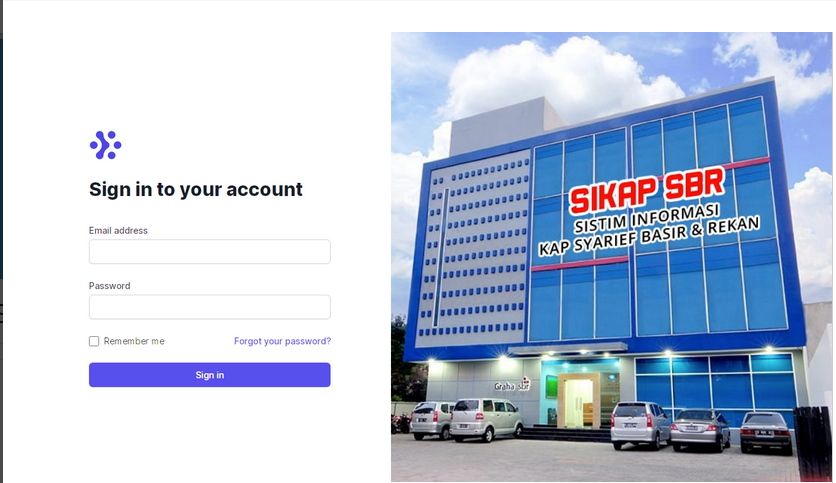 Sign in to your account
Email address
Password
Remember me
Forgot your password?
Sign in
SIKAP SBR
SISTIM INFORMASI
KAP SYARIEF BASIR & REKAN
Graha sbr